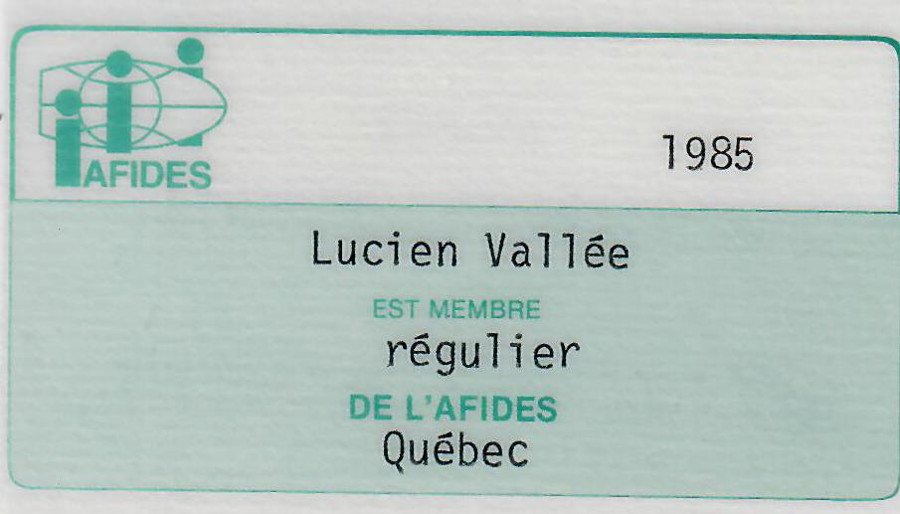 AFIDES
1985
Lucien Vallée
EST MEMBRE
régulier
DE L'AFIDES
Québec